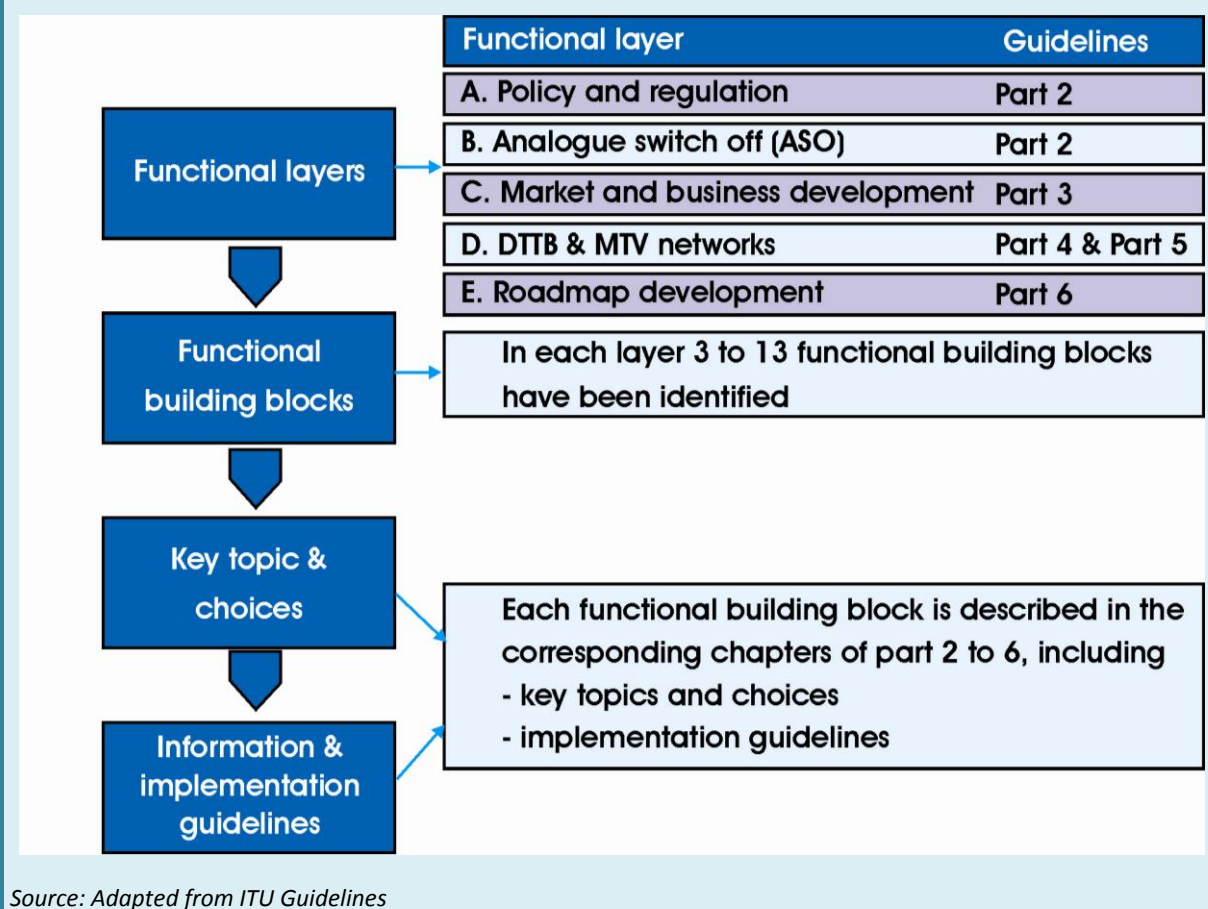 Functional layer Guidelines
A. Policy and regulation Part 2
B. Analogue switch off (ASO) Part 2
C. Market and business development Part 3
D. DTTB & MTV networks Part 4 & Part 5
E. Roadmap development Part 6
Functional layers
Functional
building blocks
In each layer 3 to 13 functional building blocks
have been identified
Key topic &
choices
Each functional building block is described in the
corresponding chapters of part 2 to 6, including
- key topics and choices
- implementation guidelines
Information &
implementation
guidelines
Source: Adapted from ITU Guidelines